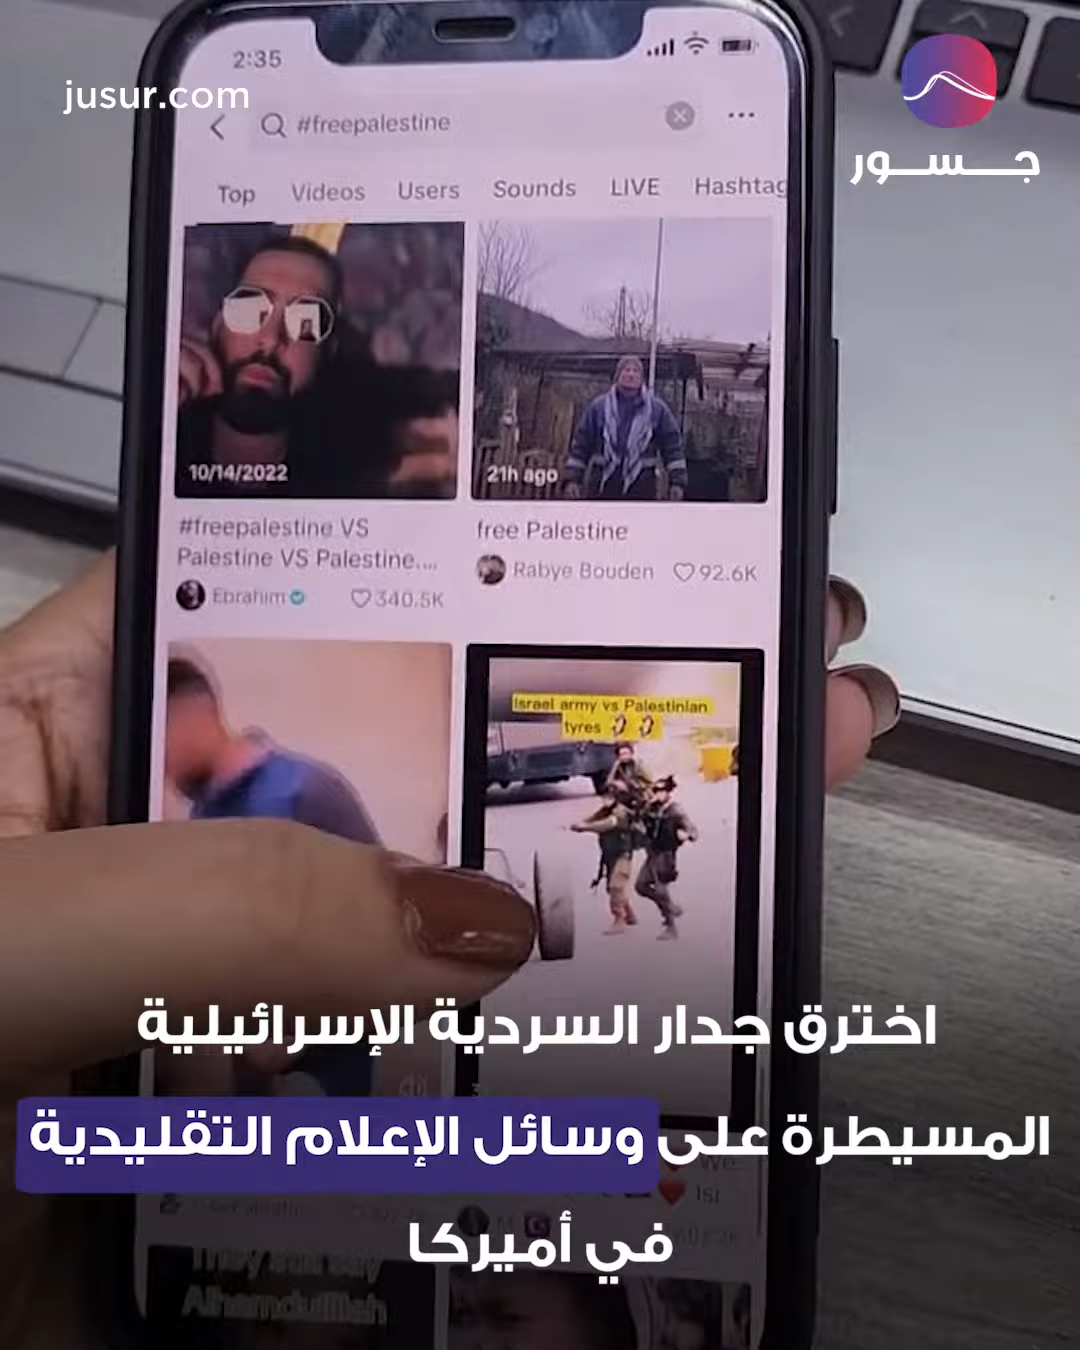 2:35
jusur.com
جسور
#freepalestine
Top Videos Users Sounds LIVE Hashtag
10/14/2022
21h ago
#freepalestine VS
Palestine VS Palestine....
Ebrahim
340.5K
free Palestine
Rabye Bouden
92.6K
Israel army vs Palestinian
tyres
اخترق جدار السردية الإسرائيلية
المسيطرة على وسائل الإعلام التقليدية
في أميركا
Isr
Alhamdulillah